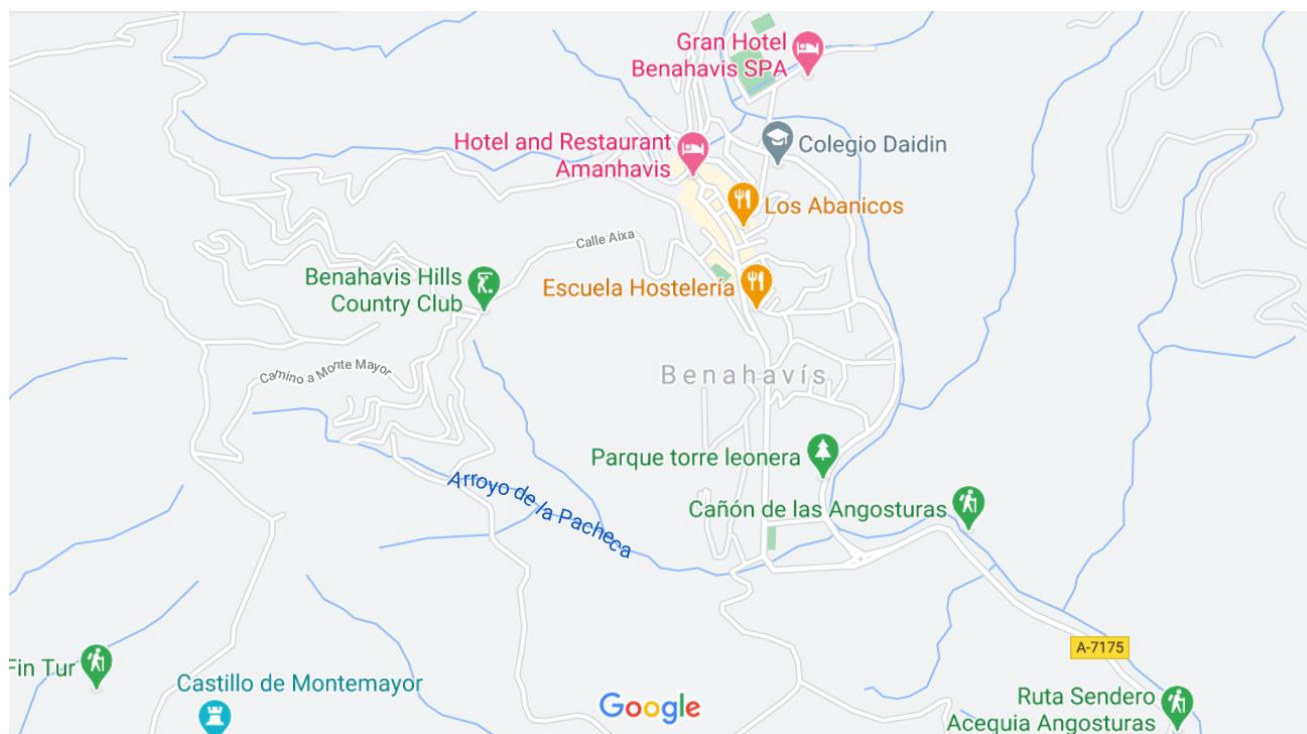 Gran Hotel
Benahavis SPA
Hotel and Restaurant
Amanhavis
Colegio Daidin
Los Abanicos
Calle Aixa
Benahavis Hills
Country Club
Escuela Hostelería
Camino a Monte Mayor
Benahavís
Parque torre leonera
Arroyo de la Pacheca
Cañón de las Angosturas
A-7175
Fin Tur
Castillo de Montemayor
Google
Ruta Sendero
Acequia Angosturas